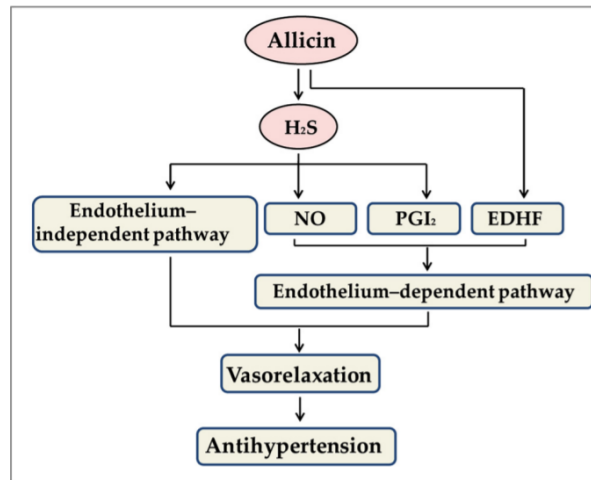 Allicin
H₂S
Endothelium–
independent pathway
NO
PGI₂
EDHF
Endothelium–dependent pathway
Vasorelaxation
Antihypertension